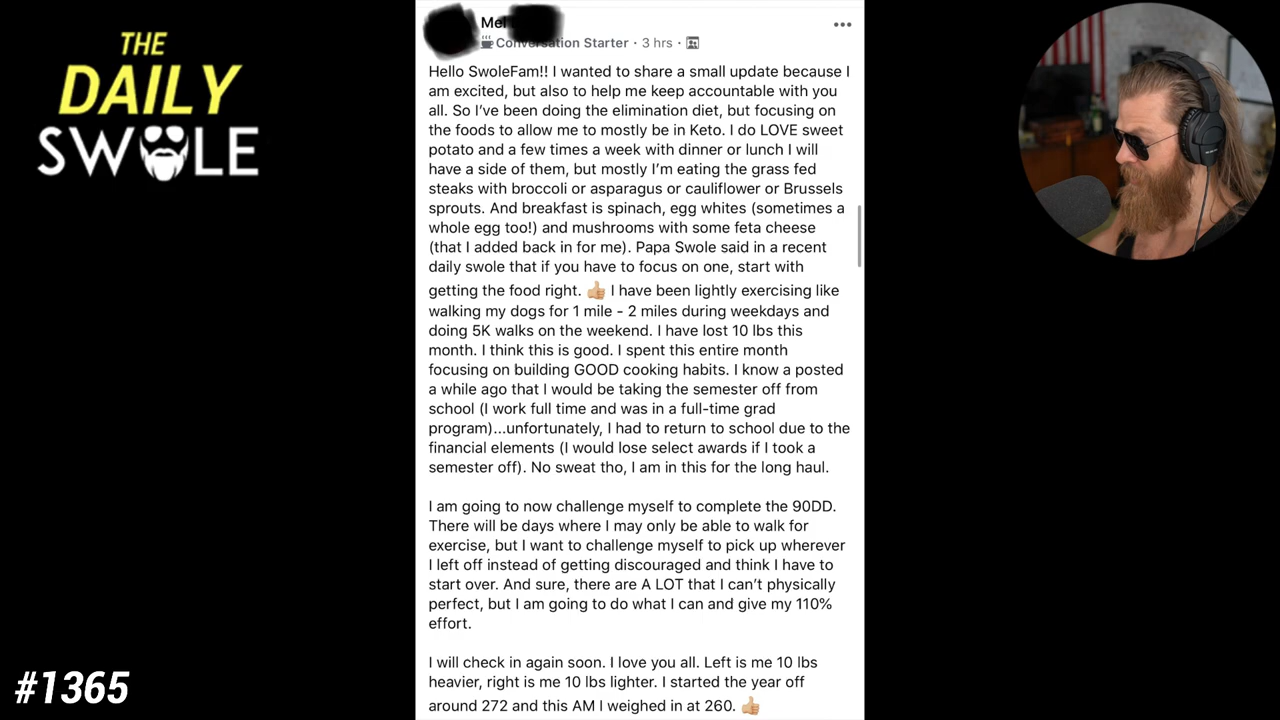 THE
DAILY
SWOLE
#1365
Mel
Conversation Starter · 3 hrs ·
Hello SwoleFam!! I wanted to share a small update because I
am excited, but also to help me keep accountable with you
all. So I've been doing the elimination diet, but focusing on
the foods to allow me to mostly be in Keto. I do LOVE sweet
potato and a few times a week with dinner or lunch I will
have a side of them, but mostly I'm eating the grass fed
steaks with broccoli or asparagus or cauliflower or Brussels
sprouts. And breakfast is spinach, egg whites (sometimes a
whole egg too!) and mushrooms with some feta cheese
(that I added back in for me). Papa Swole said in a recent
daily swole that if you have to focus on one, start with
getting the food right. 👍🏼 I have been lightly exercising like
walking my dogs for 1 mile - 2 miles during weekdays and
doing 5K walks on the weekend. I have lost 10 lbs this
month. I think this is good. I spent this entire month
focusing on building GOOD cooking habits. I know a posted
a while ago that I would be taking the semester off from
school (I work full time and was in a full-time grad
program)...unfortunately, I had to return to school due to the
financial elements (I would lose select awards if I took a
semester off). No sweat tho, I am in this for the long haul.
I am going to now challenge myself to complete the 90DD.
There will be days where I may only be able to walk for
exercise, but I want to challenge myself to pick up wherever
I left off instead of getting discouraged and think I have to
start over. And sure, there are A LOT that I can't physically
perfect, but I am going to do what I can and give my 110%
effort.
I will check in again soon. I love you all. Left is me 10 lbs
heavier, right is me 10 lbs lighter. I started the year off
around 272 and this AM I weighed in at 260. 👍🏼